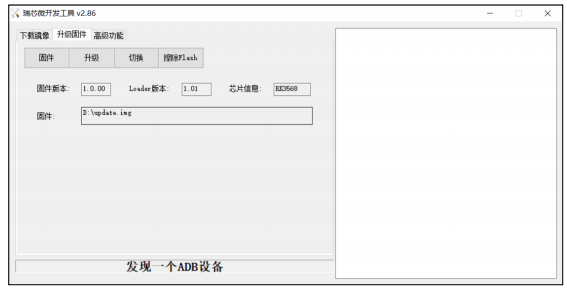 瑞芯微开发工具 v2.86
下载镜像 升级固件 高级功能
固件 升级 切换 擦除Flash
固件版本: 1.0.00 Loader版本: 1.01 芯片信息: RK3568
固件: D:\update.img
发现一个ADB设备